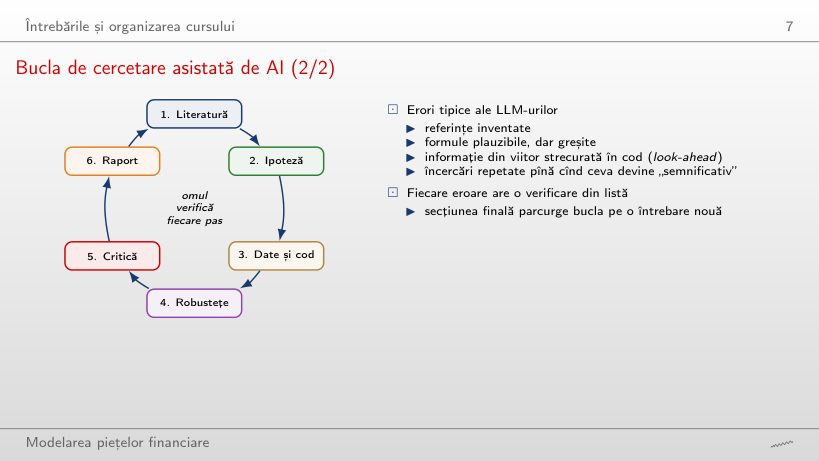 Întrebările și organizarea cursului
7
Bucla de cercetare asistată de AI (2/2)
1. Literatură
2. Ipoteză
3. Date și cod
4. Robustețe
5. Critică
6. Raport
omul
verifică
fiecare pas
Erori tipice ale LLM-urilor
referințe inventate
formule plauzibile, dar greșite
informație din viitor strecurată în cod (look-ahead)
încercări repetate pînă cînd ceva devine „semnificativ”
Fiecare eroare are o verificare din listă
secțiunea finală parcurge bucla pe o întrebare nouă
Modelarea piețelor financiare